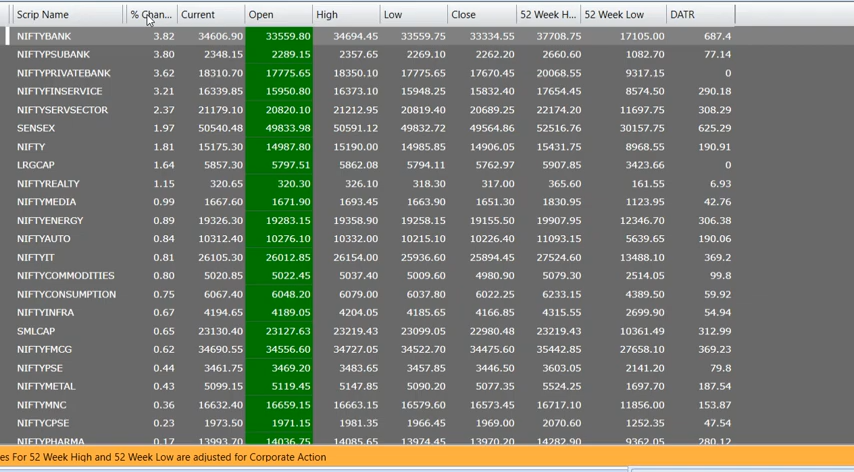 Scrip Name % Chan... Current Open High Low Close 52 Week H... 52 Week Low DATR
NIFTYBANK 3.82 34606.90 33559.80 34694.45 33559.75 33334.55 37708.75 17105.00 687.4
NIFTYPSUBANK 3.80 2348.15 2289.15 2357.65 2269.10 2262.20 2660.60 1082.70 77.14
NIFTYPRIVATEBANK 3.62 18310.70 17775.65 18350.10 17775.65 17670.45 20068.55 9317.15 0
NIFTYFINSERVICE 3.21 16339.85 15950.80 16373.10 15948.25 15832.40 17654.45 8574.50 290.18
NIFTYSERVSECTOR 2.37 21179.10 20820.10 21212.95 20819.40 20689.25 22174.20 11697.75 308.29
SENSEX 1.97 50540.48 49833.98 50591.12 49832.72 49564.86 52516.76 30157.75 625.29
NIFTY 1.81 15175.30 14987.80 15190.00 14985.85 14906.05 15431.75 8968.55 190.91
LRGCAP 1.64 5857.30 5797.51 5862.08 5794.11 5762.97 5907.85 3423.66 0
NIFTYREALTY 1.15 320.65 320.30 326.10 318.30 317.00 365.60 161.55 6.93
NIFTYMEDIA 0.99 1667.60 1671.90 1693.45 1663.90 1651.30 1830.95 1123.95 42.76
NIFTYENERGY 0.89 19326.30 19283.15 19358.90 19258.15 19155.50 19907.95 12346.70 306.38
NIFTYAUTO 0.84 10312.40 10276.10 10332.00 10215.10 10226.40 11093.15 5639.65 190.06
NIFTYIT 0.81 26105.30 26012.85 26154.00 25936.60 25894.45 27524.60 13488.10 369.2
NIFTYCOMMODITIES 0.80 5020.85 5022.45 5037.40 5009.60 4980.90 5079.30 2514.05 99.8
NIFTYCONSUMPTION 0.75 6067.40 6048.20 6079.00 6037.80 6022.25 6233.15 4389.50 59.92
NIFTYINFRA 0.67 4194.65 4189.05 4204.05 4185.65 4166.85 4315.55 2699.90 54.94
SMLCAP 0.65 23130.40 23127.63 23219.43 23099.05 22980.48 23219.43 10361.49 312.99
NIFTYFMCG 0.62 34690.55 34556.60 34727.05 34522.70 34475.60 35442.85 27658.10 369.23
NIFTYPSE 0.44 3461.75 3469.20 3483.65 3457.85 3446.50 3603.05 2141.20 79.8
NIFTYMETAL 0.43 5099.15 5119.45 5147.85 5090.20 5077.35 5524.25 1697.70 187.54
NIFTYMNC 0.36 16632.40 16659.15 16663.15 16579.60 16573.45 16717.10 11856.00 153.87
NIFTYCPSE 0.23 1973.50 1971.15 1981.35 1966.45 1969.00 2070.60 1252.35 47.54
NIFTYPHARMA 0.17 13993.70 14036.75 14085.65 13974.45 13970.20 14282.90 9362.05 280.12
es For 52 Week High and 52 Week Low are adjusted for Corporate Action